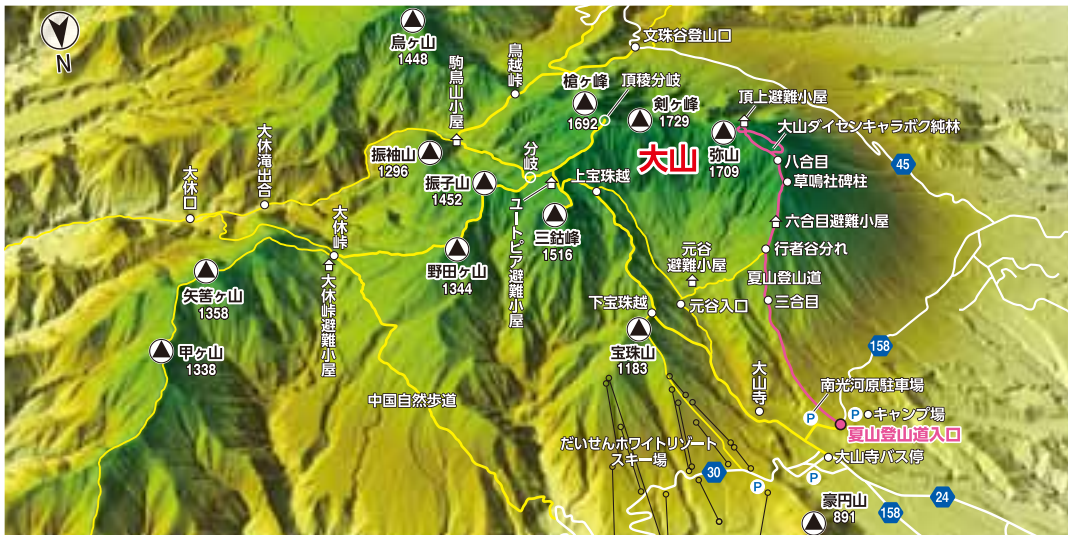 N
烏ヶ山
1448
文珠谷登山口
鳥越峠
駒鳥山小屋
槍ヶ峰
1692
頂稜分岐
剣ヶ峰
1729
頂上避難小屋
大山ダイセンキャラボク純林
大山
弥山
1709
八合目
45
草鳴社碑柱
振袖山
1296
分岐
振子山
1452
上宝珠越
大休滝出合
大休口
大休峠
ユートピア避難小屋
三鈷峰
1516
六合目避難小屋
行者谷分れ
元谷
避難小屋
夏山登山道
三合目
元谷入口
野田ヶ山
1344
矢筈ヶ山
1358
大休峠避難小屋
下宝珠越
宝珠山
1183
甲ヶ山
1338
158
大山寺
南光河原駐車場
P
P
キャンプ場
夏山登山道入口
中国自然歩道
だいせんホワイトリゾート
スキー場
大山寺バス停
30
P
P
豪円山
891
158
24